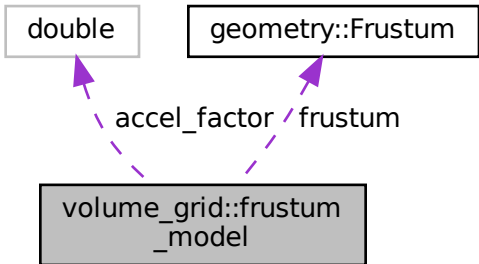 double
geometry::Frustum
accel_factor
frustum
volume_grid::frustum
_model